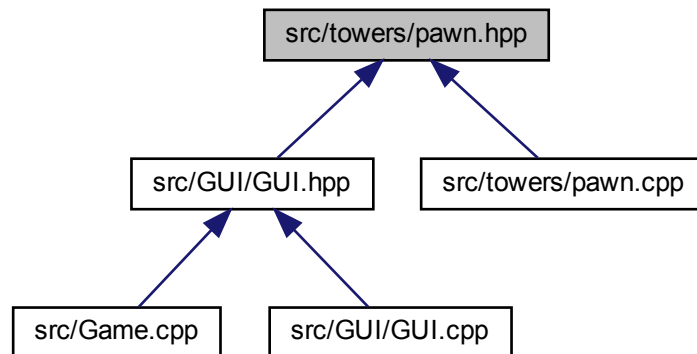 src/towers/pawn.hpp
src/GUI/GUI.hpp
src/towers/pawn.cpp
src/Game.cpp
src/GUI/GUI.cpp